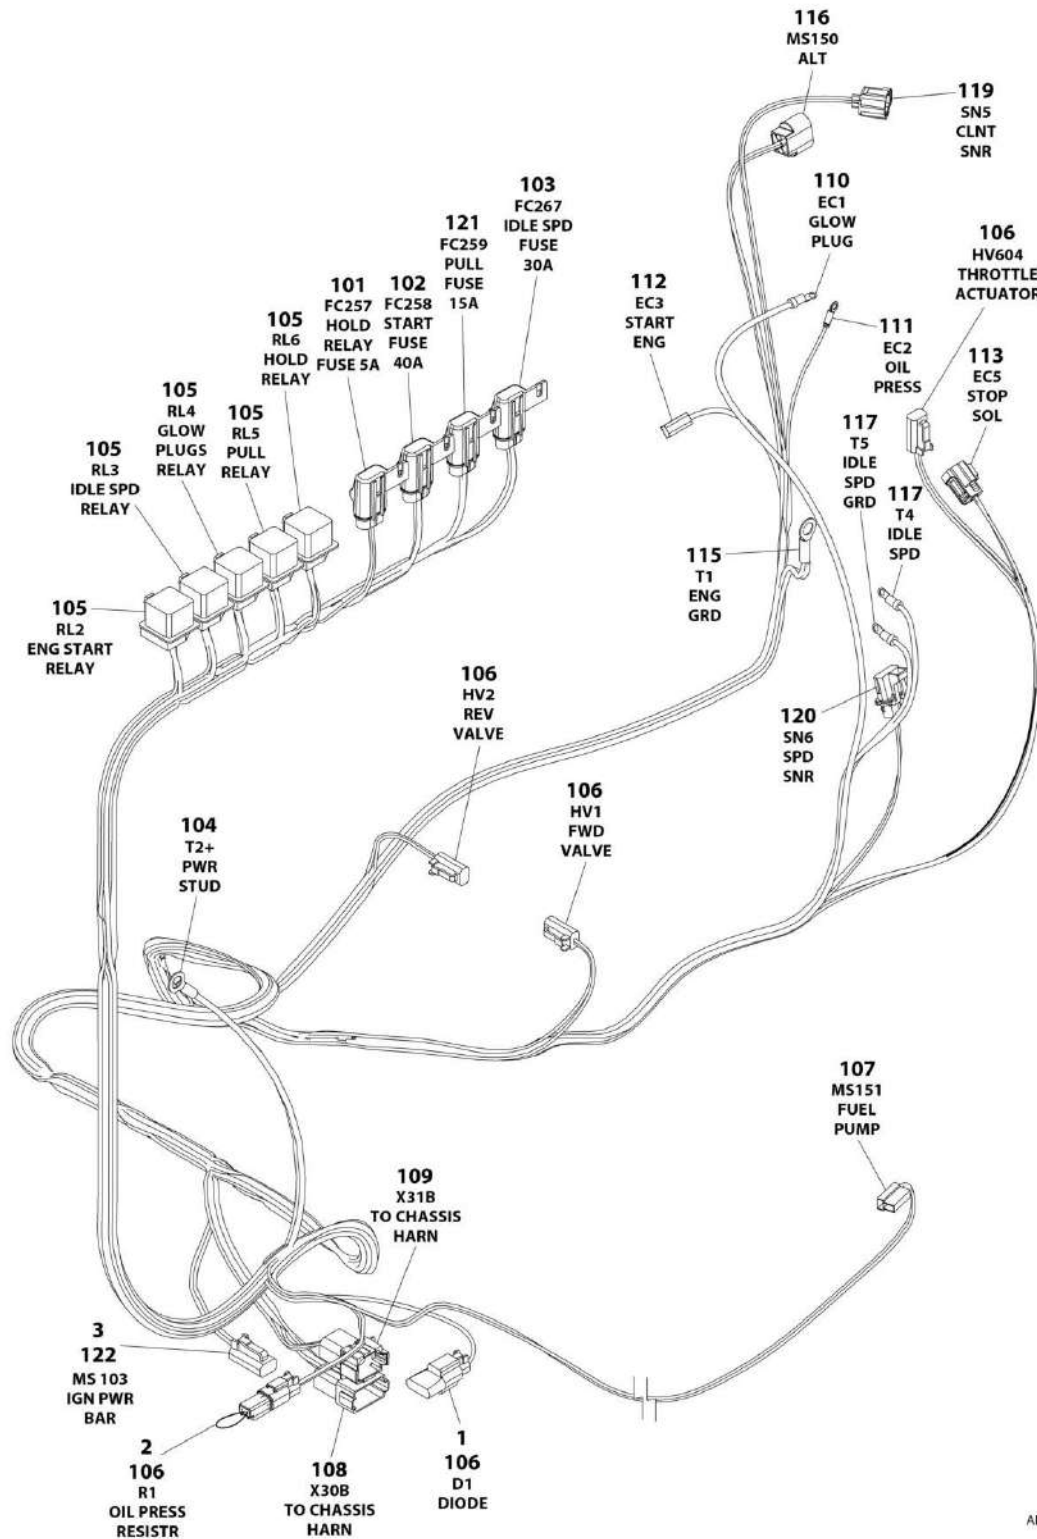 116
MS150
ALT
119
SN5
CLNT
SNR
110
EC1
GLOW
PLUG
106
HV604
THROTTLE
ACTUATOR
103
FC267
IDLE SPD
FUSE
30A
121
FC259
PULL
FUSE
15A
102
FC258
START
FUSE
40A
101
FC257
HOLD
RELAY
FUSE 5A
105
RL6
HOLD
RELAY
112
EC3
START
ENG
111
EC2
OIL
PRESS
113
EC5
STOP
SOL
105
RL4
GLOW
PLUGS
RELAY
105
RL5
PULL
RELAY
105
RL3
IDLE SPD
RELAY
117
T5
IDLE
SPD
GRD
117
T4
IDLE
SPD
115
T1
ENG
GRD
105
RL2
ENG START
RELAY
106
HV2
REV
VALVE
120
SN6
SPD
SNR
106
HV1
FWD
VALVE
104
T2+
PWR
STUD
107
MS151
FUEL
PUMP
109
X31B
TO CHASSIS
HARN
3
122
MS 103
IGN PWR
BAR
2
106
R1
OIL PRESS
RESISTR
108
X30B
TO CHASSIS
HARN
1
106
D1
DIODE